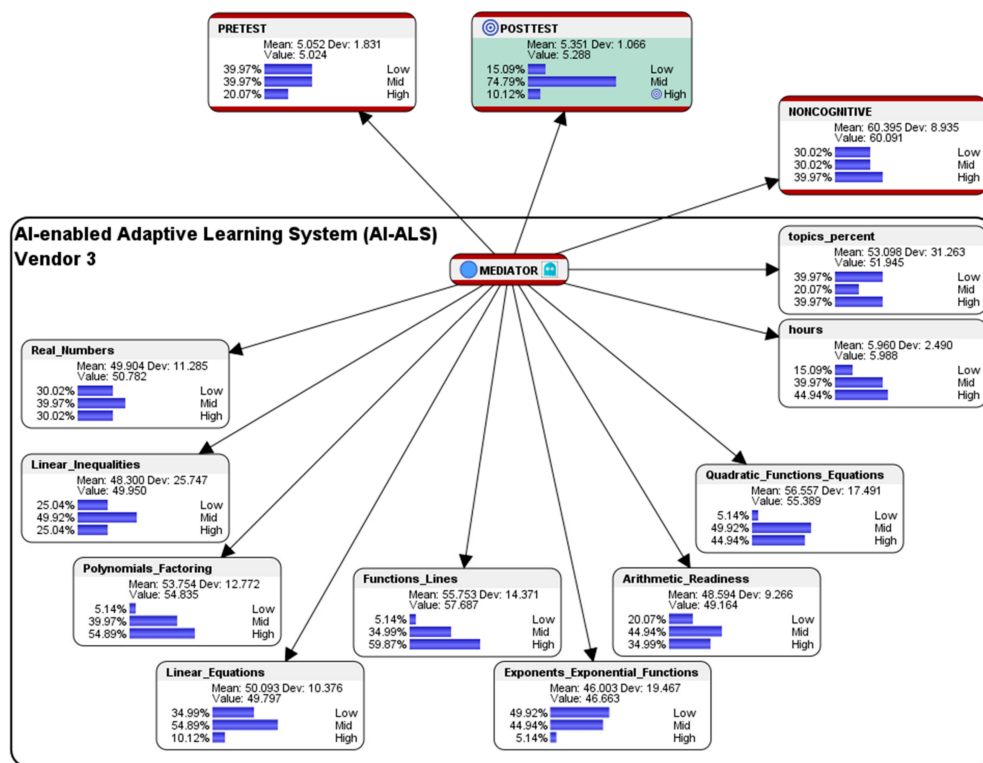 PRETEST
Mean: 5.052 Dev: 1.831
Value: 5.024
39.97% Low
39.97% Mid
20.07% High
POSTTEST
Mean: 5.351 Dev: 1.066
Value: 5.288
15.09% Low
74.79% Mid
10.12% High
NONCOGNITIVE
Mean: 60.395 Dev: 8.935
Value: 60.091
30.02% Low
30.02% Mid
39.97% High
AI-enabled Adaptive Learning System (AI-ALS)
Vendor 3
MEDIATOR
topics_percent
Mean: 53.098 Dev: 31.263
Value: 51.945
39.97% Low
20.07% Mid
39.97% High
hours
Mean: 5.960 Dev: 2.490
Value: 5.988
15.09% Low
39.97% Mid
44.94% High
Real_Numbers
Mean: 49.904 Dev: 11.285
Value: 50.782
30.02% Low
39.97% Mid
30.02% High
Linear_Inequalities
Mean: 48.300 Dev: 25.747
Value: 49.950
25.04% Low
49.92% Mid
25.04% High
Quadratic_Functions_Equations
Mean: 56.557 Dev: 17.491
Value: 55.389
5.14% Low
49.92% Mid
44.94% High
Polynomials_Factoring
Mean: 53.754 Dev: 12.772
Value: 54.835
5.14% Low
39.97% Mid
54.89% High
Functions_Lines
Mean: 55.753 Dev: 14.371
Value: 57.687
5.14% Low
34.99% Mid
59.87% High
Arithmetic_Readiness
Mean: 48.594 Dev: 9.266
Value: 49.164
20.07% Low
44.94% Mid
34.99% High
Linear_Equations
Mean: 50.093 Dev: 10.376
Value: 49.797
34.99% Low
54.89% Mid
10.12% High
Exponents_Exponential_Functions
Mean: 46.003 Dev: 19.467
Value: 46.663
49.92% Low
44.94% Mid
5.14% High